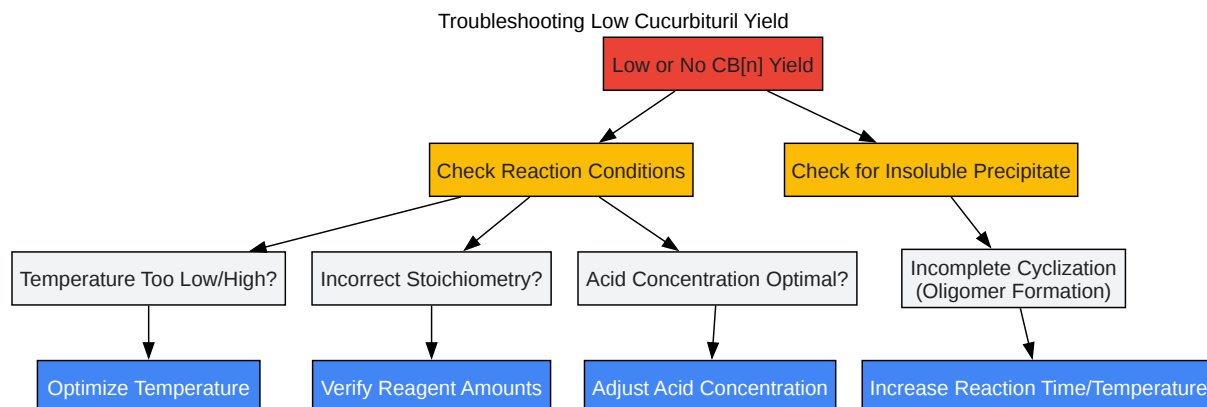 Troubleshooting Low Cucurbituril Yield
Low or No CB[n] Yield
Check Reaction Conditions
Check for Insoluble Precipitate
Temperature Too Low/High?
Incorrect Stoichiometry?
Acid Concentration Optimal?
Incomplete Cyclization
(Oligomer Formation)
Optimize Temperature
Verify Reagent Amounts
Adjust Acid Concentration
Increase Reaction Time/Temperature